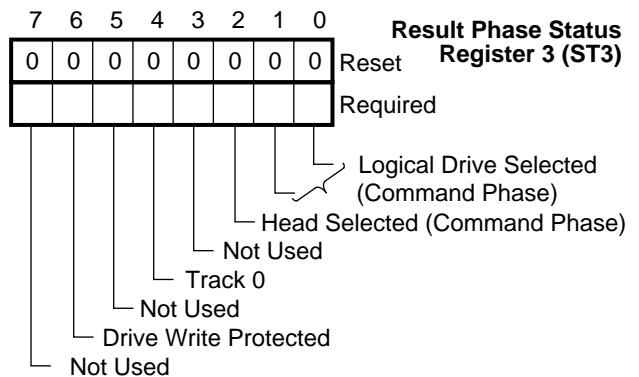 7 6 5 4 3 2 1 0
Result Phase Status
Register 3 (ST3)
0 0 0 0 0 0 0 0 Reset
Required
Logical Drive Selected
(Command Phase)
Head Selected (Command Phase)
Not Used
Track 0
Not Used
Drive Write Protected
Not Used